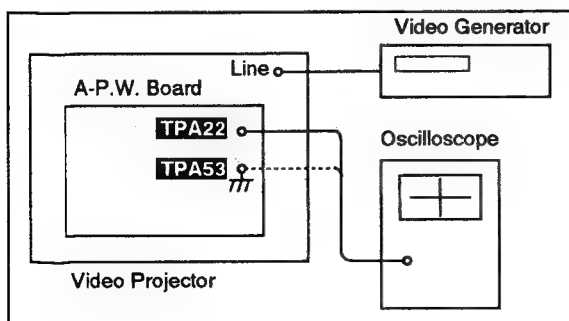 Video Generator
Line
A-P.W. Board
TPA22
Oscilloscope
TPA53
Video Projector